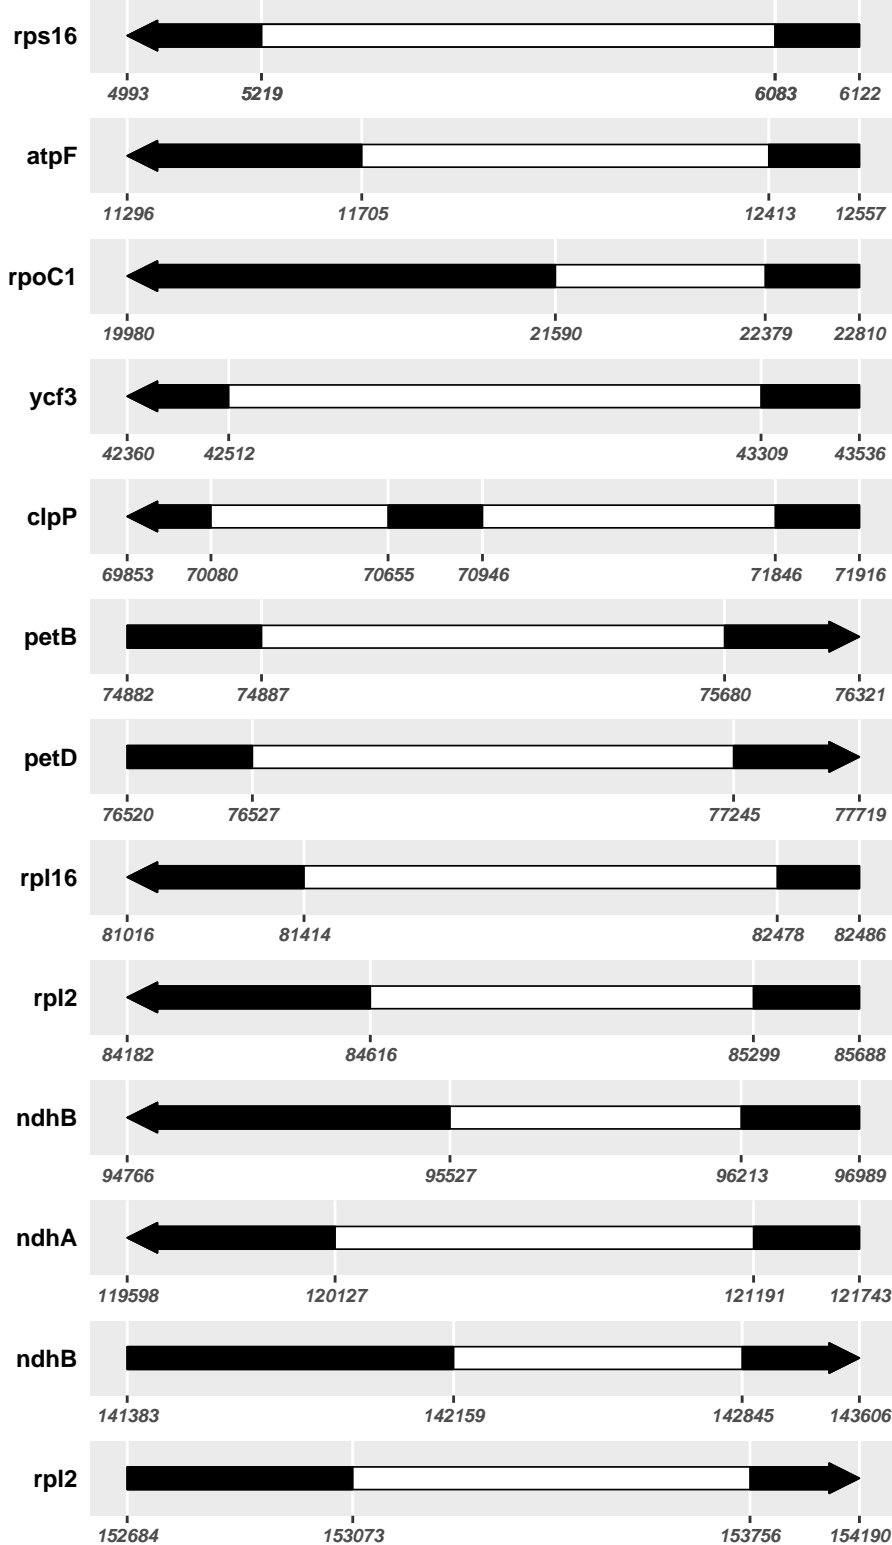 rps16
4993 5219 6083 6122
atpF
11296 11705 12413 12557
rpoC1
19980 21590 22379 22810
ycf3
42360 42512 43309 43536
clpP
69853 70080 70655 70946 71846 71916
petB
74882 74887 75680 76321
petD
76520 76527 77245 77719
rpl16
81016 81414 82478 82486
rpl2
84182 84616 85299 85688
ndhB
94766 95527 96213 96989
ndhA
119598 120127 121191 121743
ndhB
141383 142159 142845 143606
rpl2
152684 153073 153756 154190